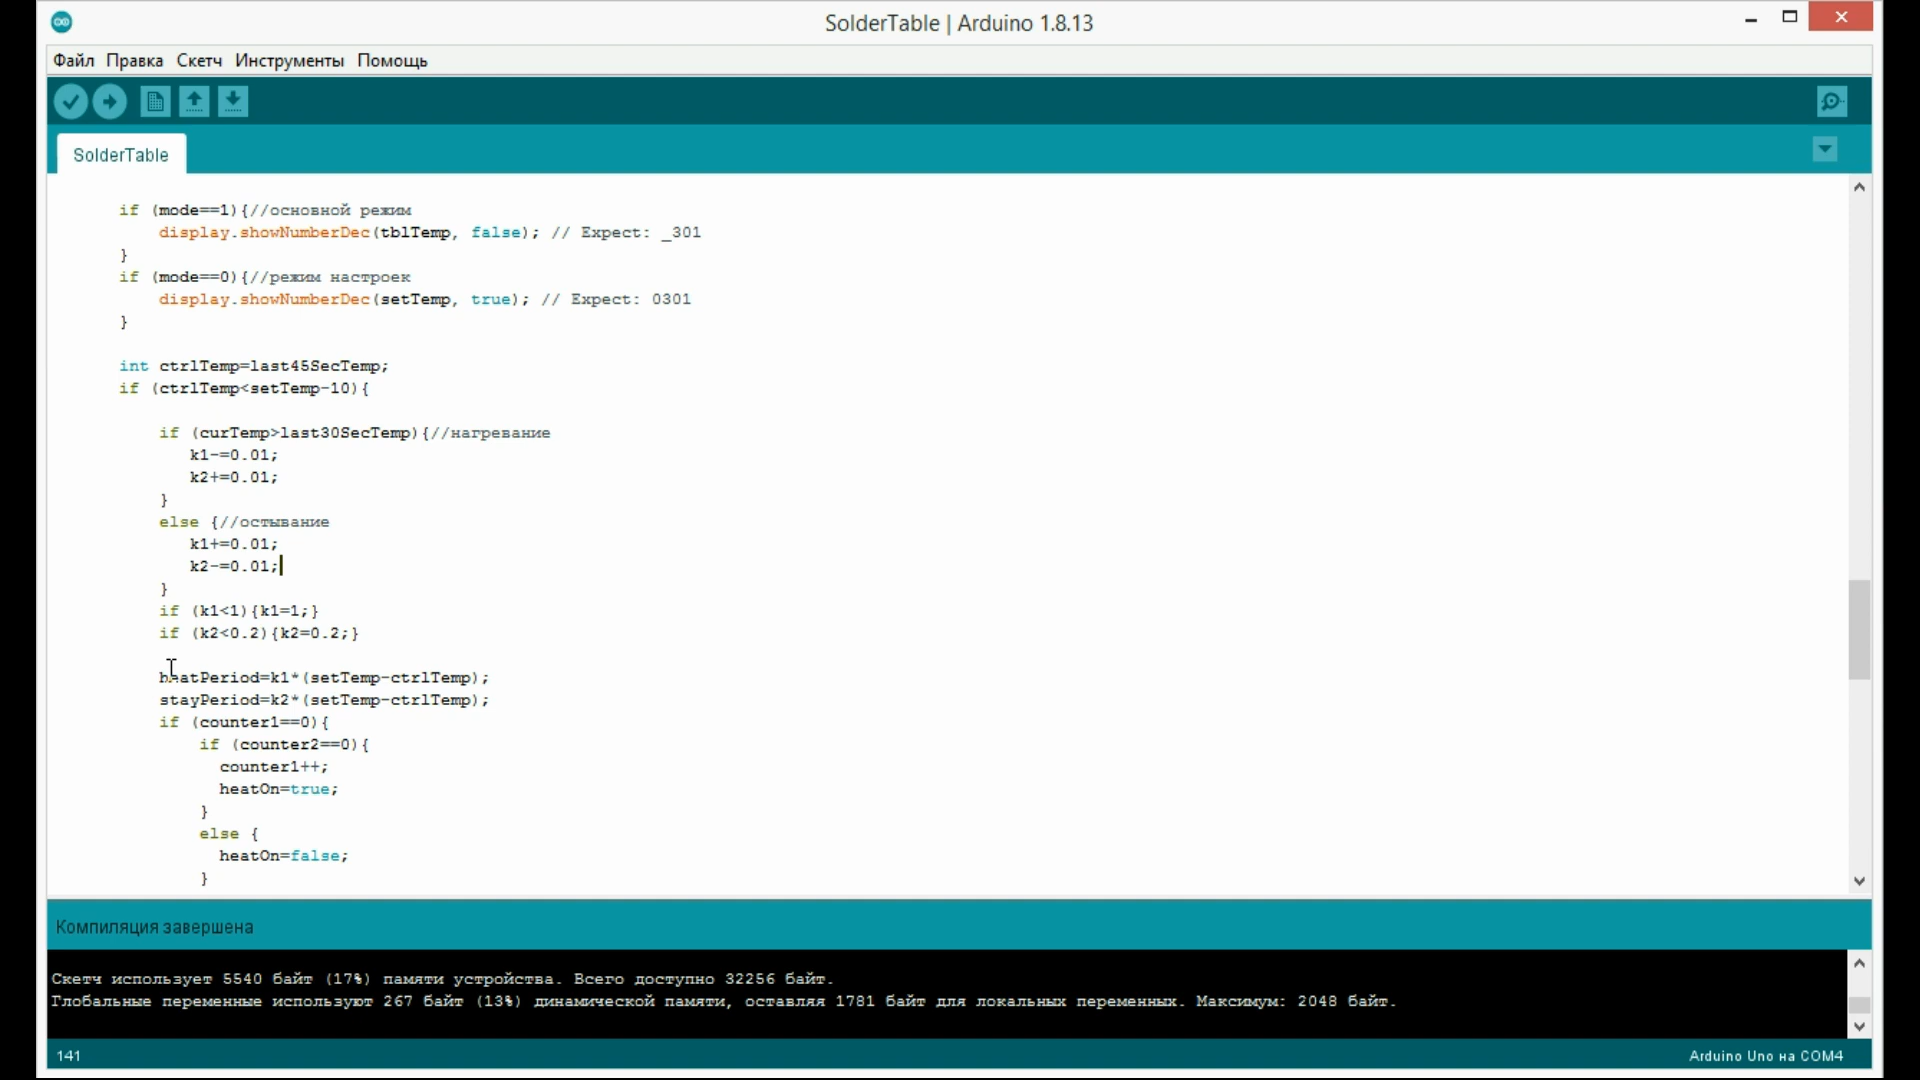 SolderTable | Arduino 1.8.13
Файл Правка Скетч Инструменты Помощь
SolderTable
if (mode==1){//основной режим
display.showNumberDec(tblTemp, false); // Expect: _301
}
if (mode==0){//режим настроек
display.showNumberDec(setTemp, true); // Expect: 0301
}
int ctrlTemp=last45SecTemp;
if (ctrlTemp<setTemp-10){
if (curTemp>last30SecTemp){//нагревание
k1-=0.01;
k2+=0.01;
}
else {//остывание
k1+=0.01;
k2-=0.01;
}
if (k1<1){k1=1;}
if (k2<0.2){k2=0.2;}
heatPeriod=k1*(setTemp-ctrlTemp);
stayPeriod=k2*(setTemp-ctrlTemp);
if (counter1==0){
if (counter2==0){
counter1++;
heatOn=true;
}
else {
heatOn=false;
}
Компиляция завершена
Скетч использует 5540 байт (17%) памяти устройства. Всего доступно 32256 байт.
Глобальные переменные используют 267 байт (13%) динамической памяти, оставляя 1781 байт для локальных переменных. Максимум: 2048 байт.
141
Arduino Uno на COM4